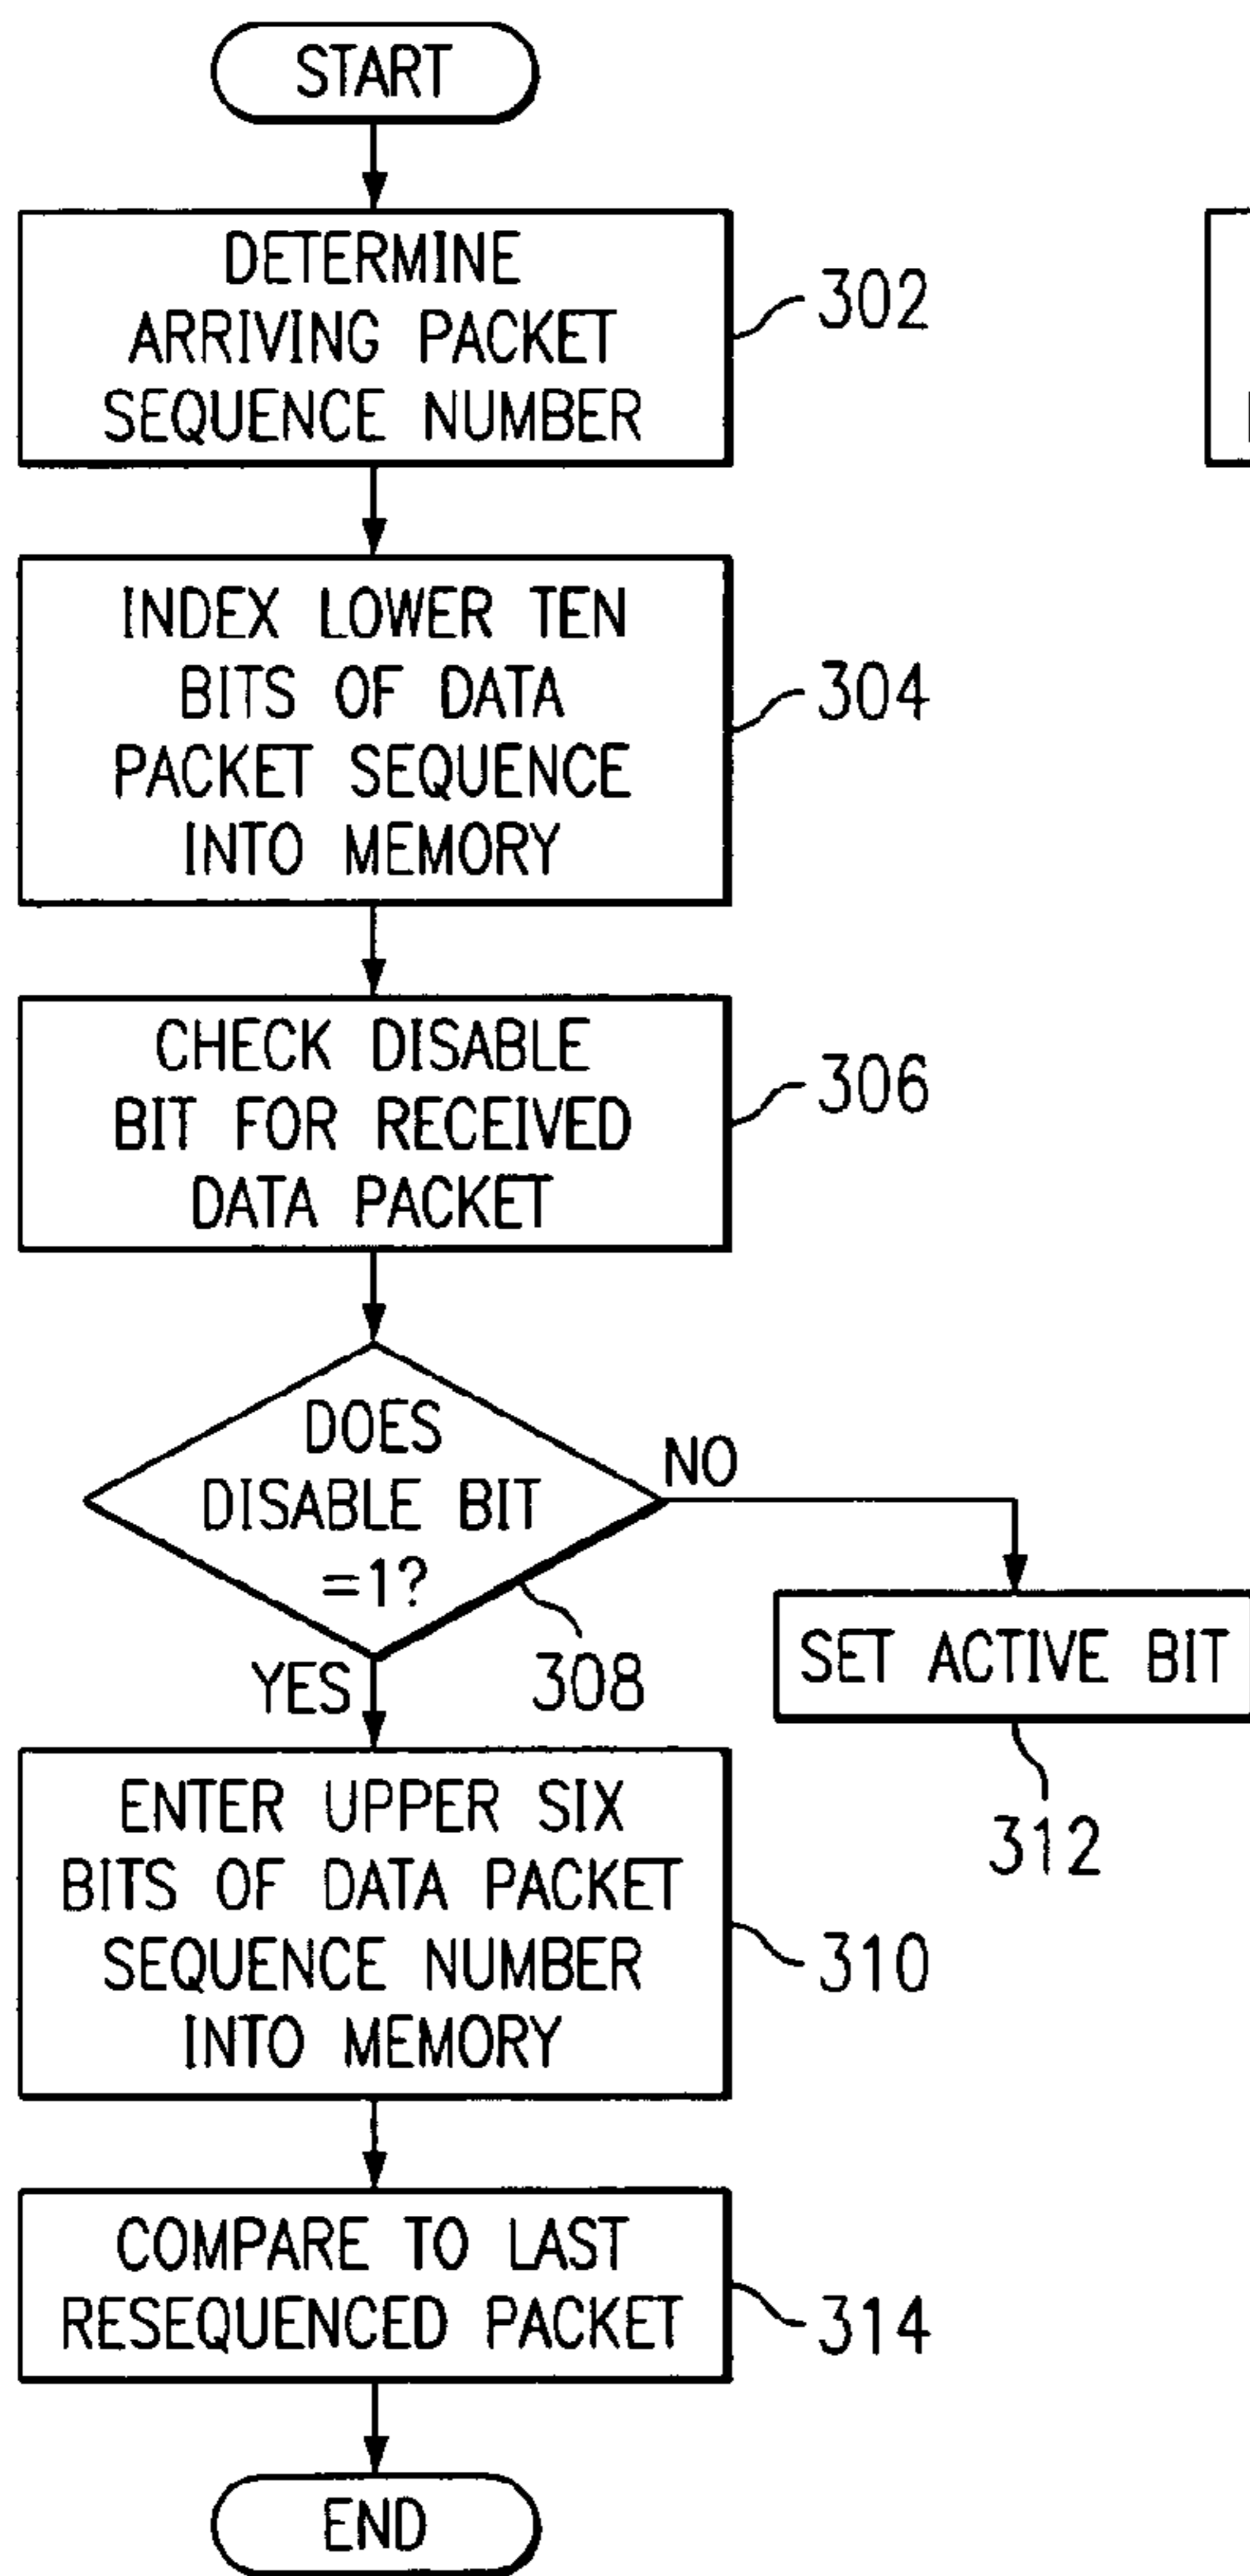 START
DETERMINE
ARRIVING PACKET
SEQUENCE NUMBER
302
INDEX LOWER TEN
BITS OF DATA
PACKET SEQUENCE
INTO MEMORY
304
CHECK DISABLE
BIT FOR RECEIVED
DATA PACKET
306
DOES
DISABLE BIT
=1?
308
NO
SET ACTIVE BIT
312
YES
ENTER UPPER SIX
BITS OF DATA PACKET
SEQUENCE NUMBER
INTO MEMORY
310
COMPARE TO LAST
RESEQUENCED PACKET
314
END